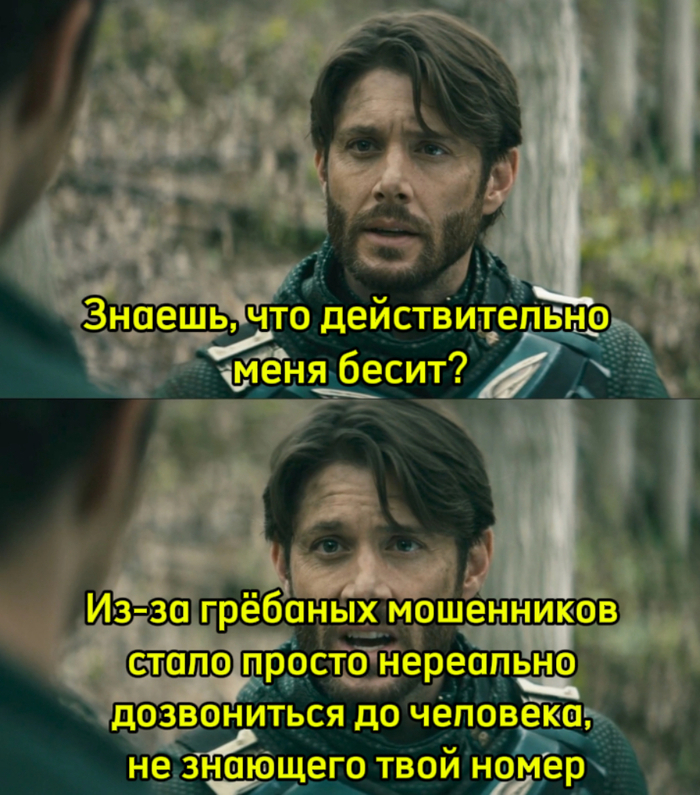 Знаешь, что действительно
меня бесит?
Из-за грёбаных мошенников
стало просто нереально
дозвониться до человека,
не знающего твой номер